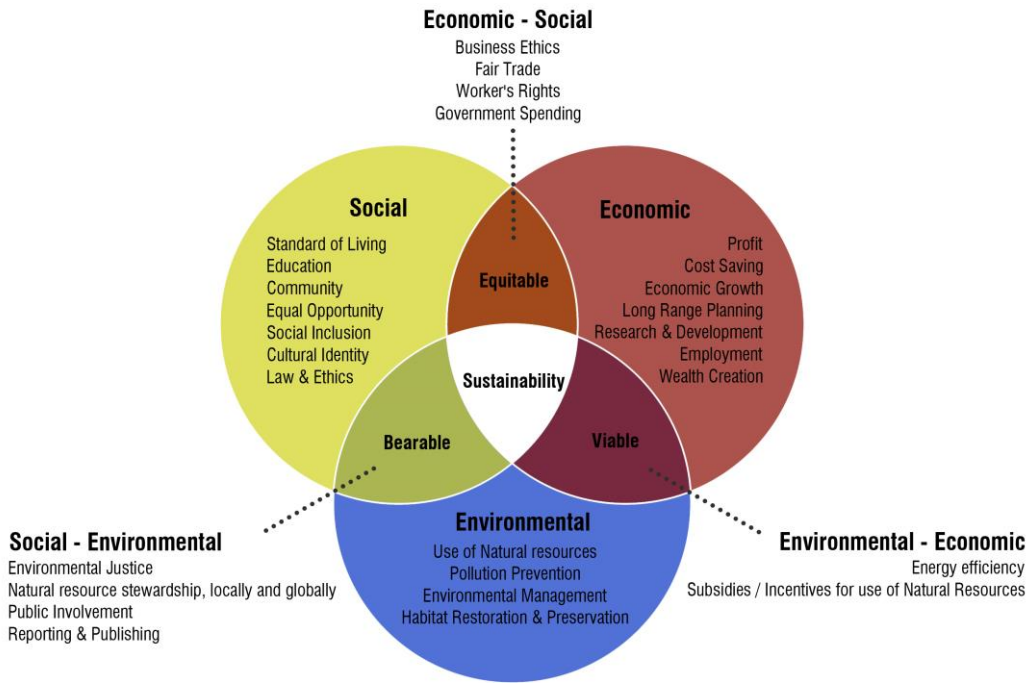 Economic - Social
Business Ethics
Fair Trade
Worker's Rights
Government Spending
Social
Standard of Living
Education
Community
Equal Opportunity
Social Inclusion
Cultural Identity
Law & Ethics
Economic
Profit
Cost Saving
Economic Growth
Long Range Planning
Research & Development
Employment
Wealth Creation
Equitable
Sustainability
Bearable
Viable
Social - Environmental
Environmental Justice
Natural resource stewardship, locally and globally
Public Involvement
Reporting & Publishing
Environmental
Use of Natural resources
Pollution Prevention
Environmental Management
Habitat Restoration & Preservation
Environmental - Economic
Energy efficiency
Subsidies / Incentives for use of Natural Resources